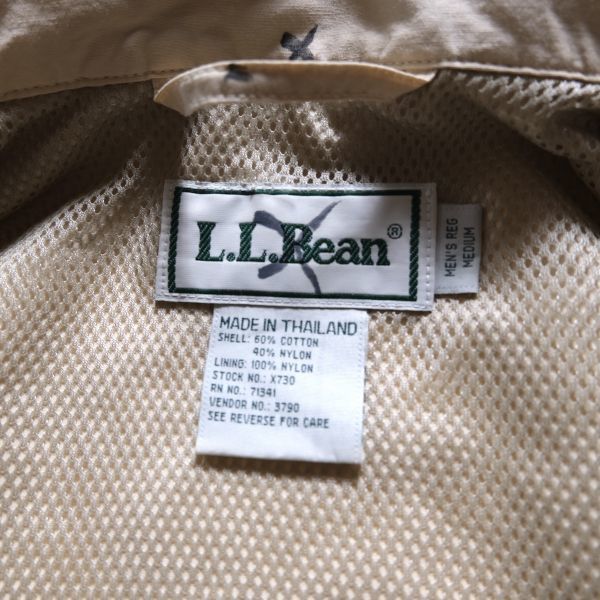 L.L.Bean®
MEN'S REG
MEDIUM
MADE IN THAILAND
SHELL: 60% COTTON
40% NYLON
LINING: 100% NYLON
STOCK NO.: X730
RN NO.: 71341
VENDOR NO.: 3790
SEE REVERSE FOR CARE